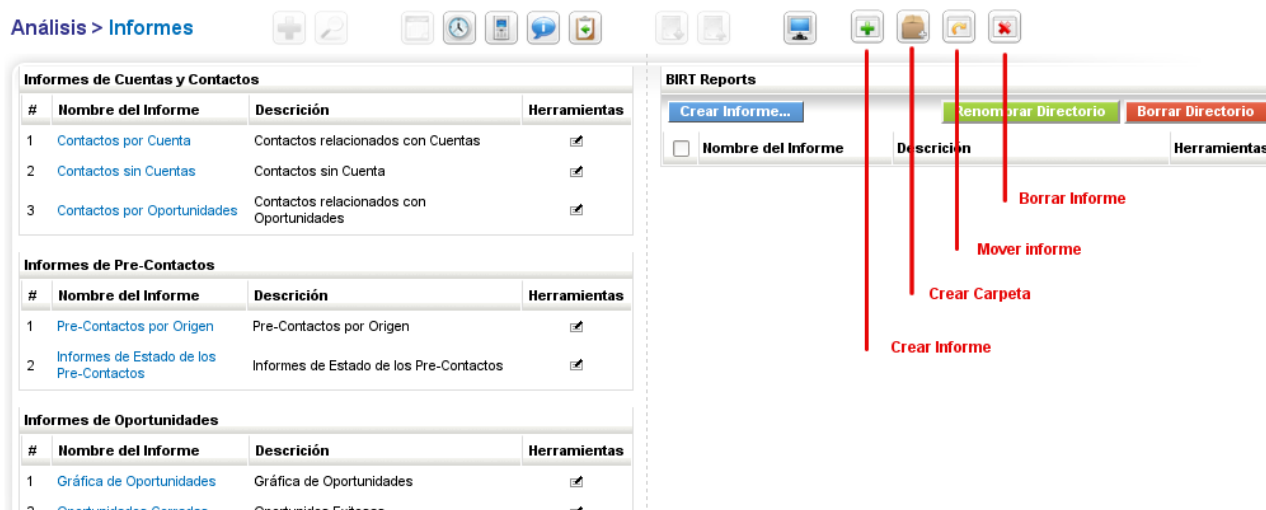 Análisis > Informes
Informes de Cuentas y Contactos
# Nombre del Informe Descrición Herramientas
1 Contactos por Cuenta Contactos relacionados con Cuentas
2 Contactos sin Cuentas Contactos sin Cuenta
3 Contactos por Oportunidades Contactos relacionados con
Oportunidades
Informes de Pre-Contactos
# Nombre del Informe Descrición Herramientas
1 Pre-Contactos por Origen Pre-Contactos por Origen
2 Informes de Estado de los
Pre-Contactos Informes de Estado de los Pre-Contactos
Informes de Oportunidades
# Nombre del Informe Descrición Herramientas
1 Gráfica de Oportunidades Gráfica de Oportunidades
BIRT Reports
Crear Informe... Renombrar Directorio Borrar Directorio
Nombre del Informe Descrición Herramientas
Borrar Informe
Mover informe
Crear Carpeta
Crear Informe